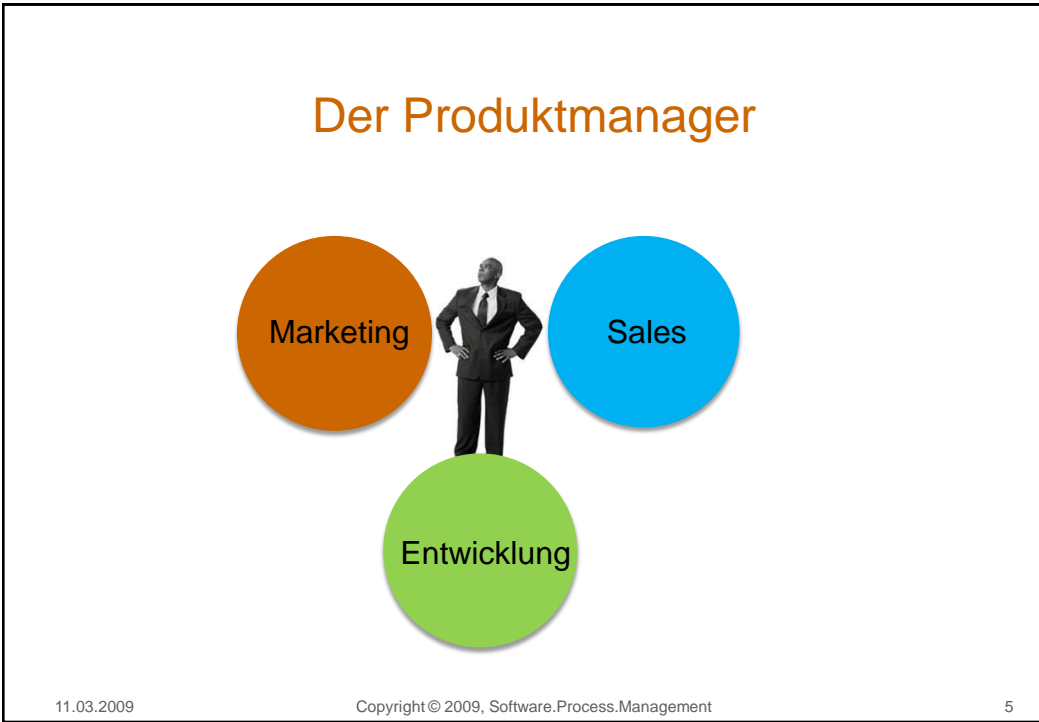 Der Produktmanager
Marketing
Sales
Entwicklung
11.03.2009
Copyright © 2009, Software.Process.Management
5